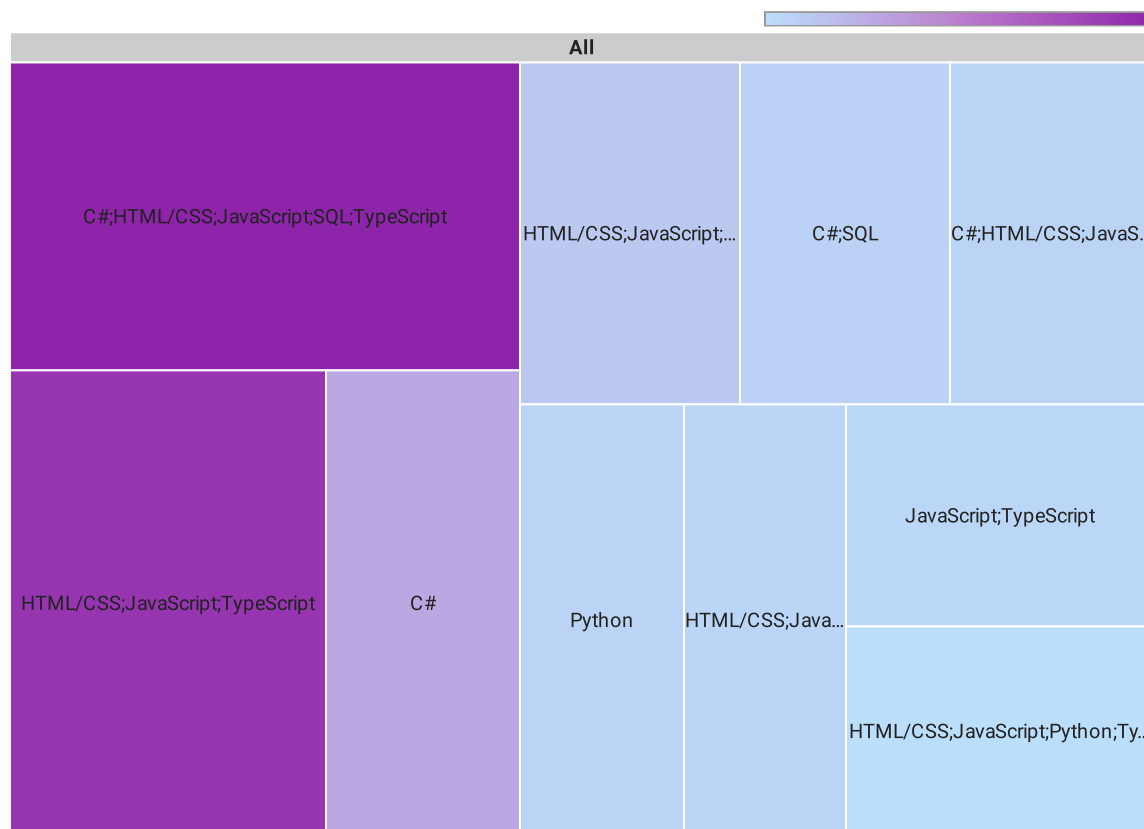 All
C#;HTML/CSS;JavaScript;SQL;TypeScript
HTML/CSS;JavaScript;...
C#;SQL
C#;HTML/CSS;JavaS.
HTML/CSS;JavaScript;TypeScript
C#
Python
HTML/CSS;Java...
JavaScript;TypeScript
HTML/CSS;JavaScript;Python;Ty..